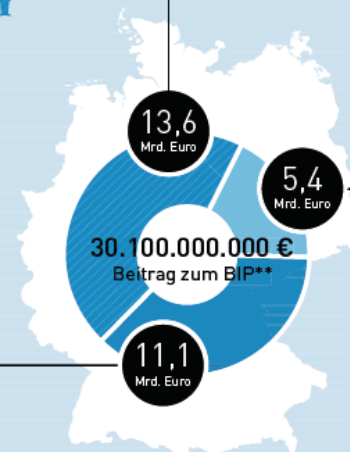 13,6
Mrd. Euro
5,4
Mrd. Euro
30.100.000.000 €
Beitrag zum BIP**
11,1
Mrd. Euro